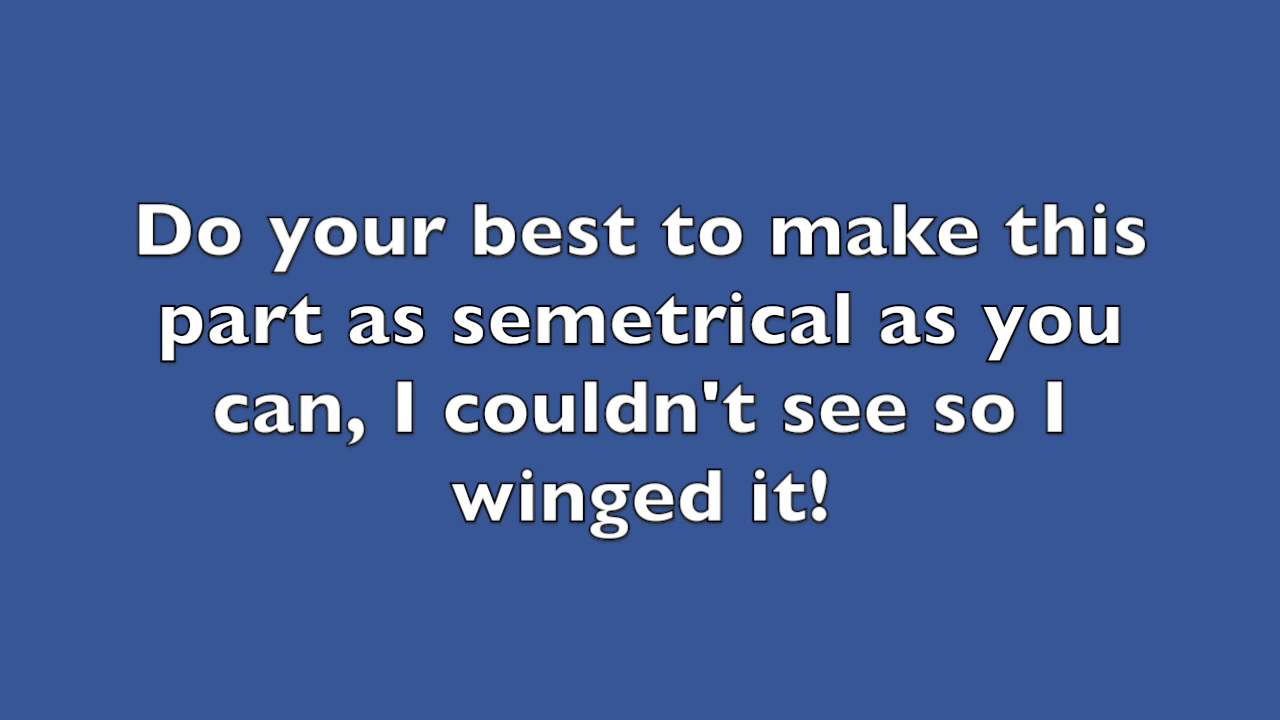 Do your best to make this
part as semetrical as you
can, I couldn't see so I
winged it!